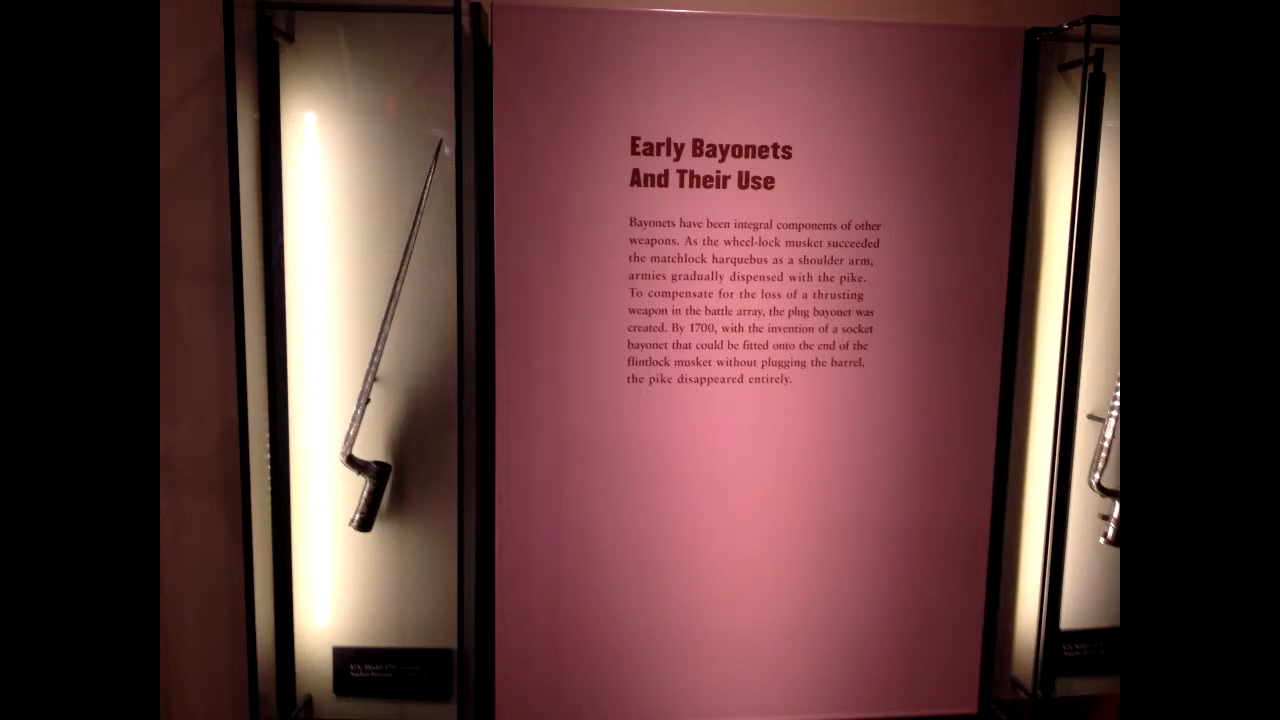 Early Bayonets
And Their Use
Bayonets have been integral components of other
weapons. As the wheel-lock musket succeeded
the matchlock harquebus as a shoulder arm,
armies gradually dispensed with the pike.
To compensate for the loss of a thrusting
weapon in the battle array, the plug bayonet was
created. By 1700, with the invention of a socket
bayonet that could be fitted onto the end of the
flintlock musket without plugging the barrel,
the pike disappeared entirely.
U.S. Model
Socket Bayonet